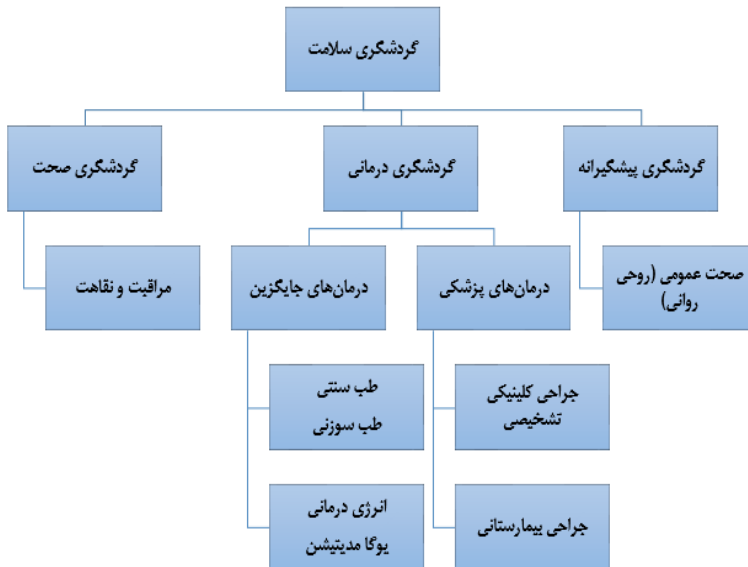 گردشگری سلامت
گردشگری پیشگیرانه
گردشگری درمانی
گردشگری صحت
صحت عمومی (روحی
روانی)
درمان‌های پزشکی
درمان‌های جایگزین
مراقبت و نقاهت
جراحی کلینیکی
تشخیصی
طب سنتی
طب سوزنی
جراحی بیمارستانی
انرژی درمانی
یوگا مدیتیشن